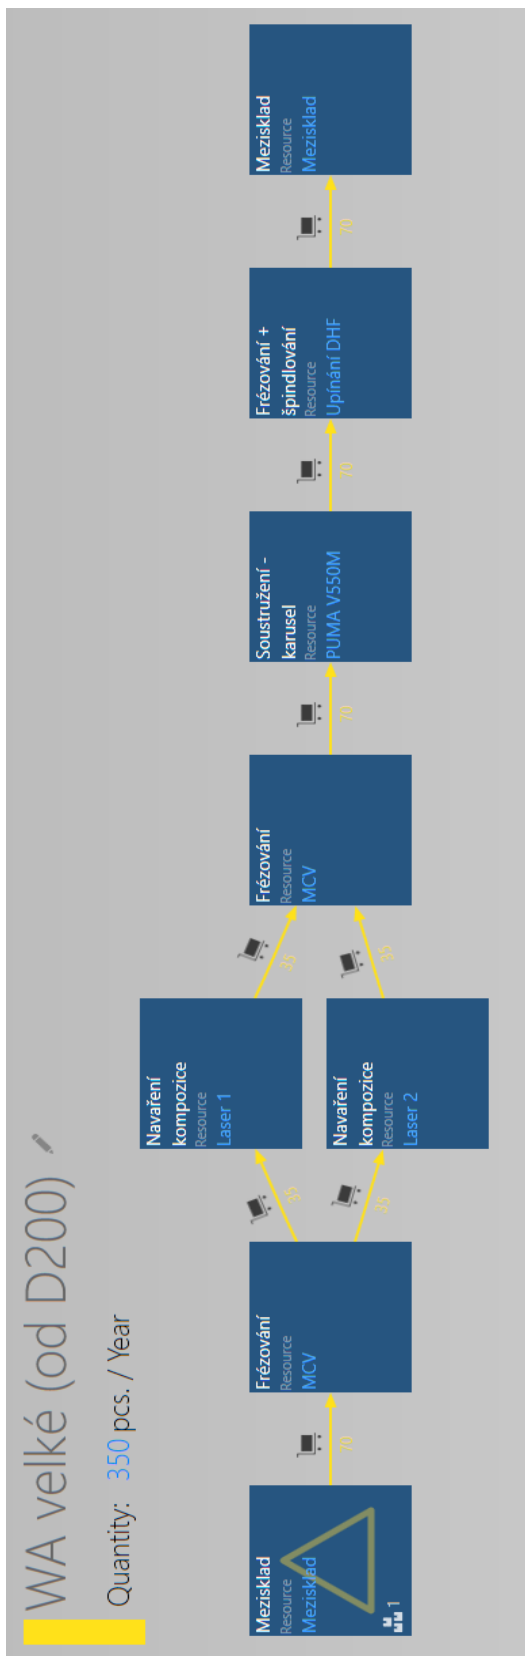 WA velké (od D200)
Quantity: 350 pcs. / Year
Mezisklad
Resource
Mezisklad
1
70
Frézování
Resource
MCV
35
35
Navaření
kompozice
Resource
Laser 1
Navaření
kompozice
Resource
Laser 2
35
35
Frézování
Resource
MCV
70
Soustružení -
karusel
Resource
PUMA V550M
70
Frézování +
špindlování
Resource
Upínání DHF
70
Mezisklad
Resource
Mezisklad